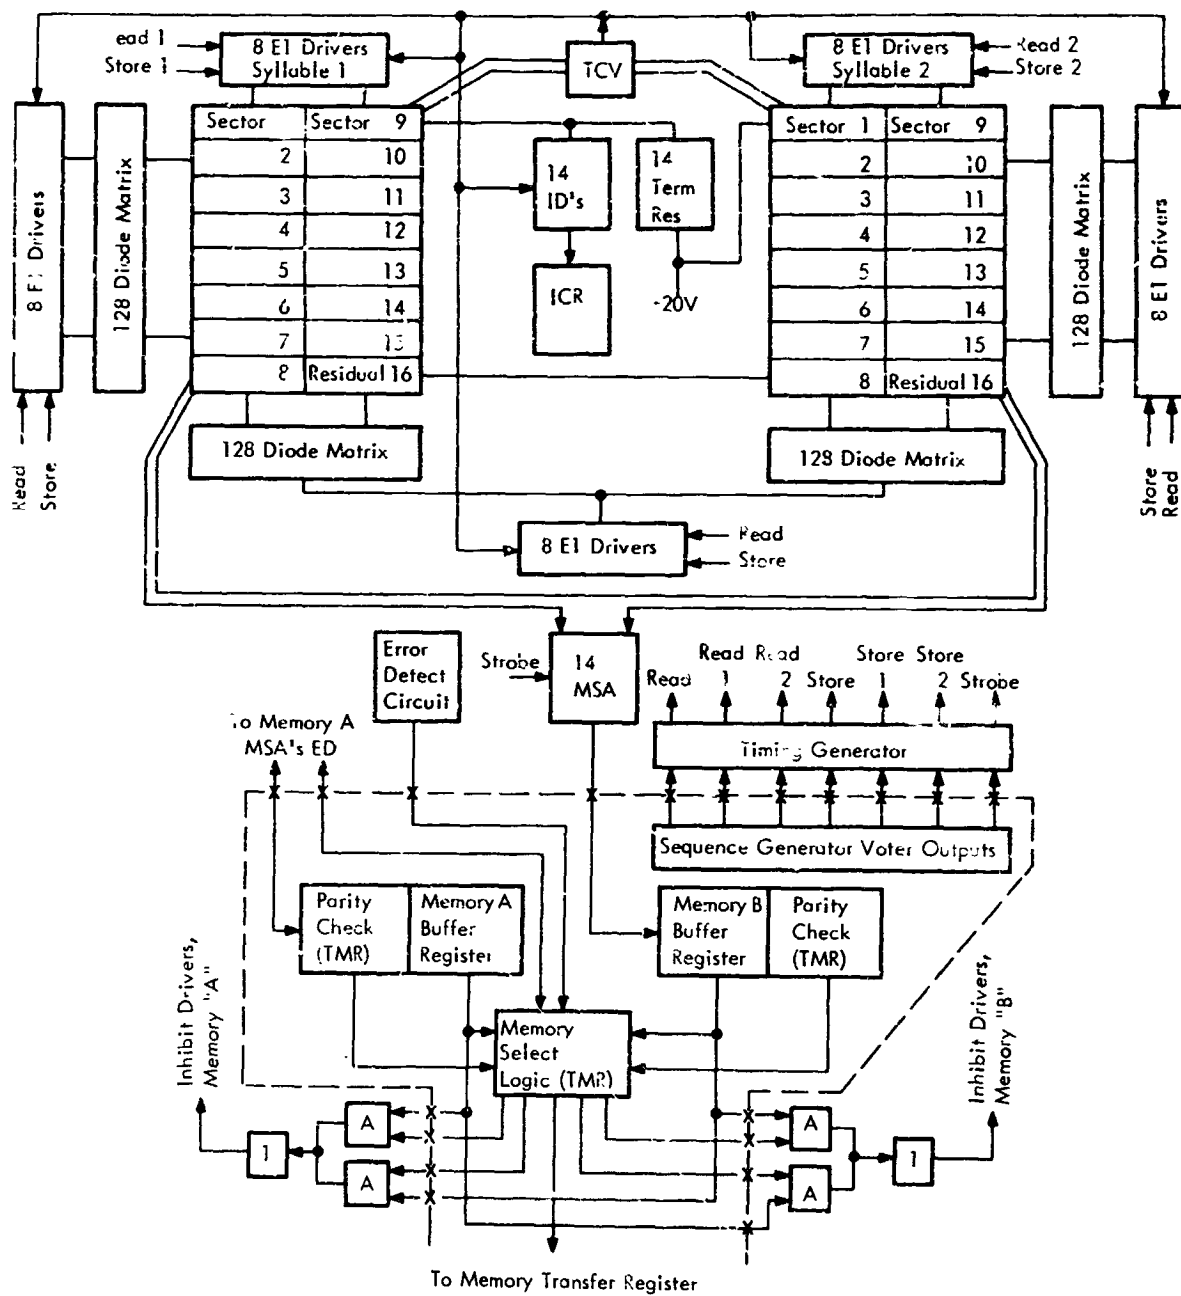 ead 1
Store 1
8 E1 Drivers
Syllable 1
TCV
8 E1 Drivers
Syllable 2
Read 2
Store 2
8 E1 Drivers
128 Diode Matrix
Sector
Sector 9
2 10
3 11
4 12
5 13
6 14
7 15
8 Residual 16
14
ID's
ICR
14
Term
Res
20V
Sector 1
Sector 9
2 10
3 11
4 12
5 13
6 14
7 15
8 Residual 16
128 Diode Matrix
8 E1 Drivers
Read
Store
128 Diode Matrix
128 Diode Matrix
Store
Read
8 E1 Drivers
Read
Store
Error
Detect
Circuit
Strobe
14
MSA
Read
Read 1
Read 2
Store
Store 1
Store 2
Strobe
Timing Generator
To Memory A
MSA's ED
Sequence Generator Voter Outputs
Parity
Check
(TMR)
Memory A
Buffer
Register
Memory B
Buffer
Register
Parity
Check
(TMR)
Inhibit Drivers,
Memory "A"
Memory
Select
Logic (TMR)
Inhibit Drivers,
Memory "B"
A
A
1
A
A
1
To Memory Transfer Register